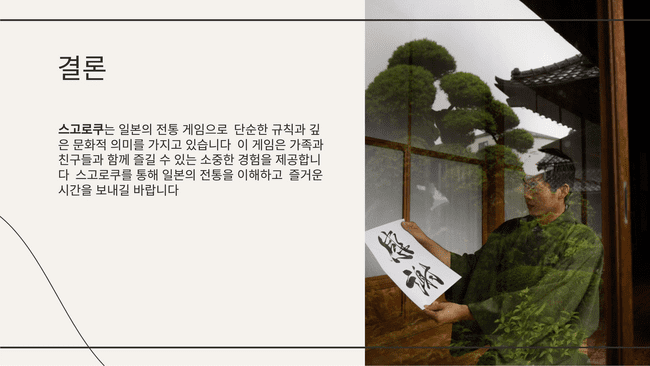 결론
스고로쿠는 일본의 전통 게임으로 단순한 규칙과 깊
은 문화적 의미를 가지고 있습니다 이 게임은 가족과
친구들과 함께 즐길 수 있는 소중한 경험을 제공합니
다 스고로쿠를 통해 일본의 전통을 이해하고 즐거운
시간을 보내길 바랍니다
感
謝